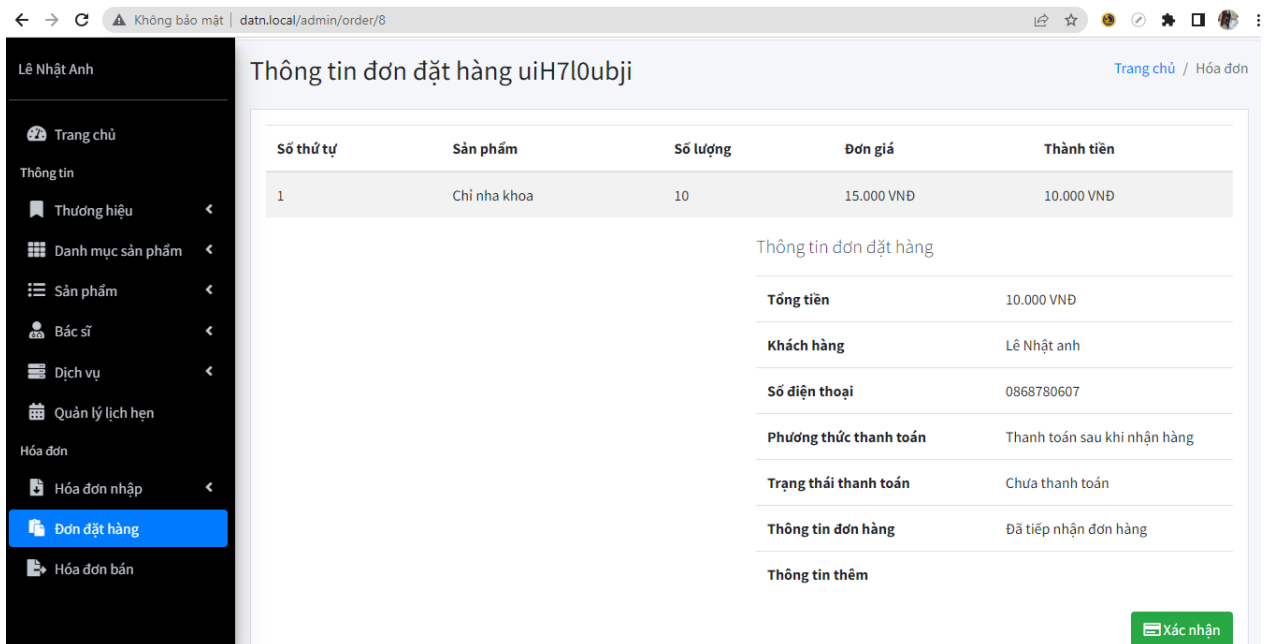 Không bảo mật | datn.local/admin/order/8
Lê Nhật Anh
Trang chủ
Thông tin
Thương hiệu
Danh mục sản phẩm
Sản phẩm
Bác sĩ
Dịch vụ
Quản lý lịch hẹn
Hóa đơn
Hóa đơn nhập
Đơn đặt hàng
Hóa đơn bán
Thông tin đơn đặt hàng uiH7l0ubji
Trang chủ / Hóa đơn
Số thứ tự Sản phẩm Số lượng Đơn giá Thành tiền
1 Chỉ nha khoa 10 15.000 VNĐ 10.000 VNĐ
Thông tin đơn đặt hàng
Tổng tiền 10.000 VNĐ
Khách hàng Lê Nhật anh
Số điện thoại 0868780607
Phương thức thanh toán Thanh toán sau khi nhận hàng
Trạng thái thanh toán Chưa thanh toán
Thông tin đơn hàng Đã tiếp nhận đơn hàng
Thông tin thêm
Xác nhận